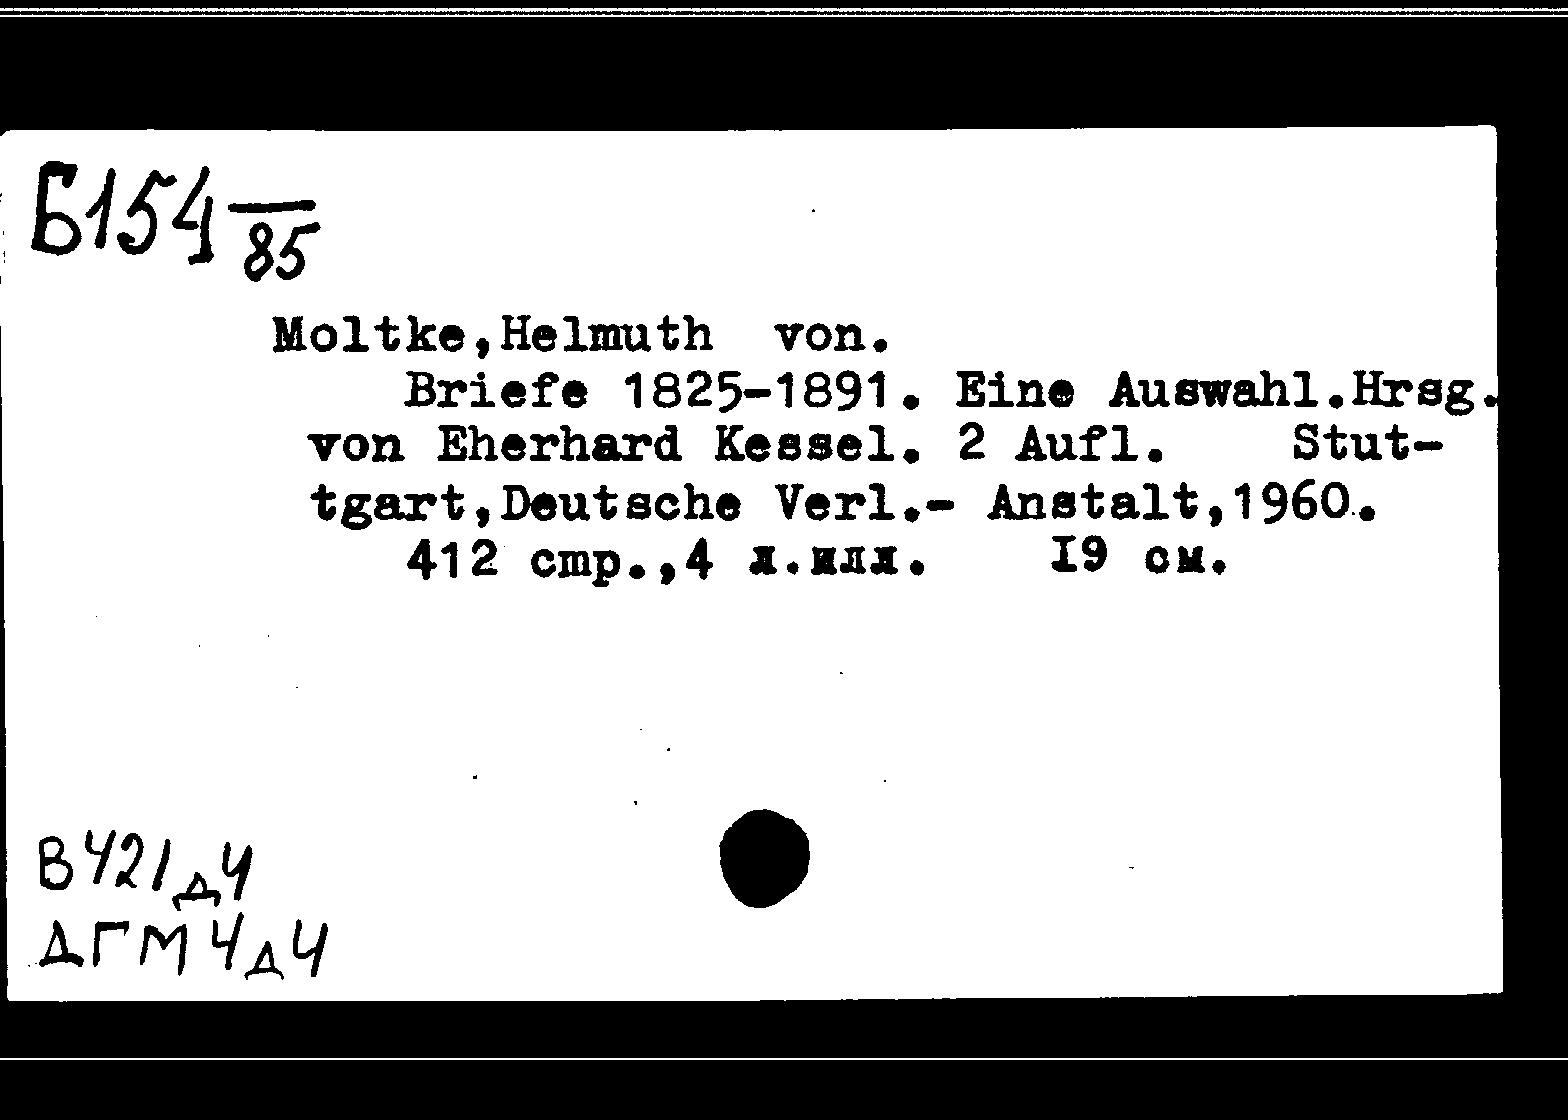 Б154 85
Moltke,Helmuth von.
Briefe 1825-1891. Eine Auswahl.Hrsg.
von Eherhard Kessel. 2 Aufl. Stut-
tgart,Deutsche Verl.- Anstalt,1960.
412 стр.,4 л.илл. 19 см.
В421д4
ДГМ4д4